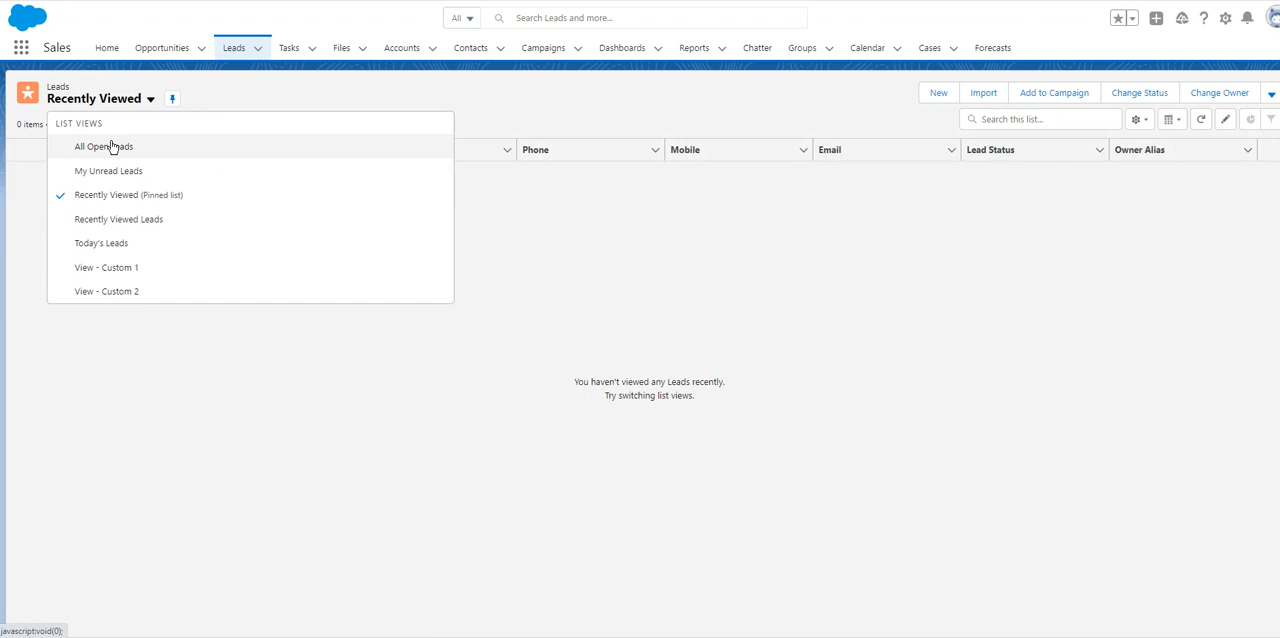 All
Search Leads and more...
Sales
Home
Opportunities
Leads
Tasks
Files
Accounts
Contacts
Campaigns
Dashboards
Reports
Chatter
Groups
Calendar
Cases
Forecasts
Leads
Recently Viewed
New
Import
Add to Campaign
Change Status
Change Owner
0 items
Search this list...
LIST VIEWS
All Open Leads
My Unread Leads
Recently Viewed (Pinned list)
Recently Viewed Leads
Today's Leads
View - Custom 1
View - Custom 2
Phone
Mobile
Email
Lead Status
Owner Alias
You haven't viewed any Leads recently.
Try switching list views.
javascript:void(0);